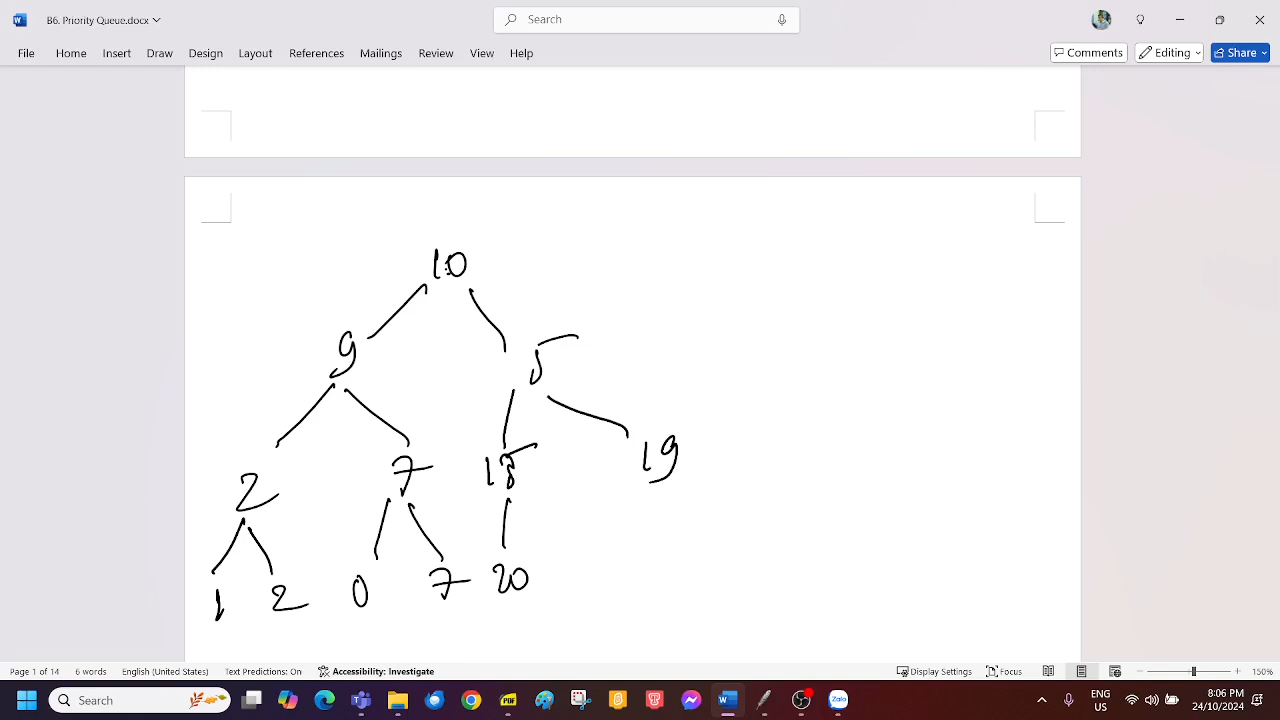 B6. Priority Queue.docx
Search
File Home Insert Draw Design Layout References Mailings Review View Help
Comments Editing Share
10
9 5
2 7 19
1 2 0 7 20
Page 1 of 14 6 words English (United States) Text Predictions: On Accessibility: Investigate Display Settings Focus 150%
Search PDF Zalo ENG US 8:06 PM 24/10/2024